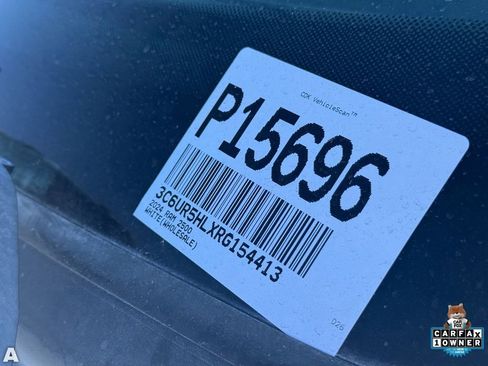 CDK VehicleScan™
P15696
3C6UR5HLXRG154413
2024 RAM 2500
WHITE(WHOLESALE)
D26
A
CARFAX
1OWNER